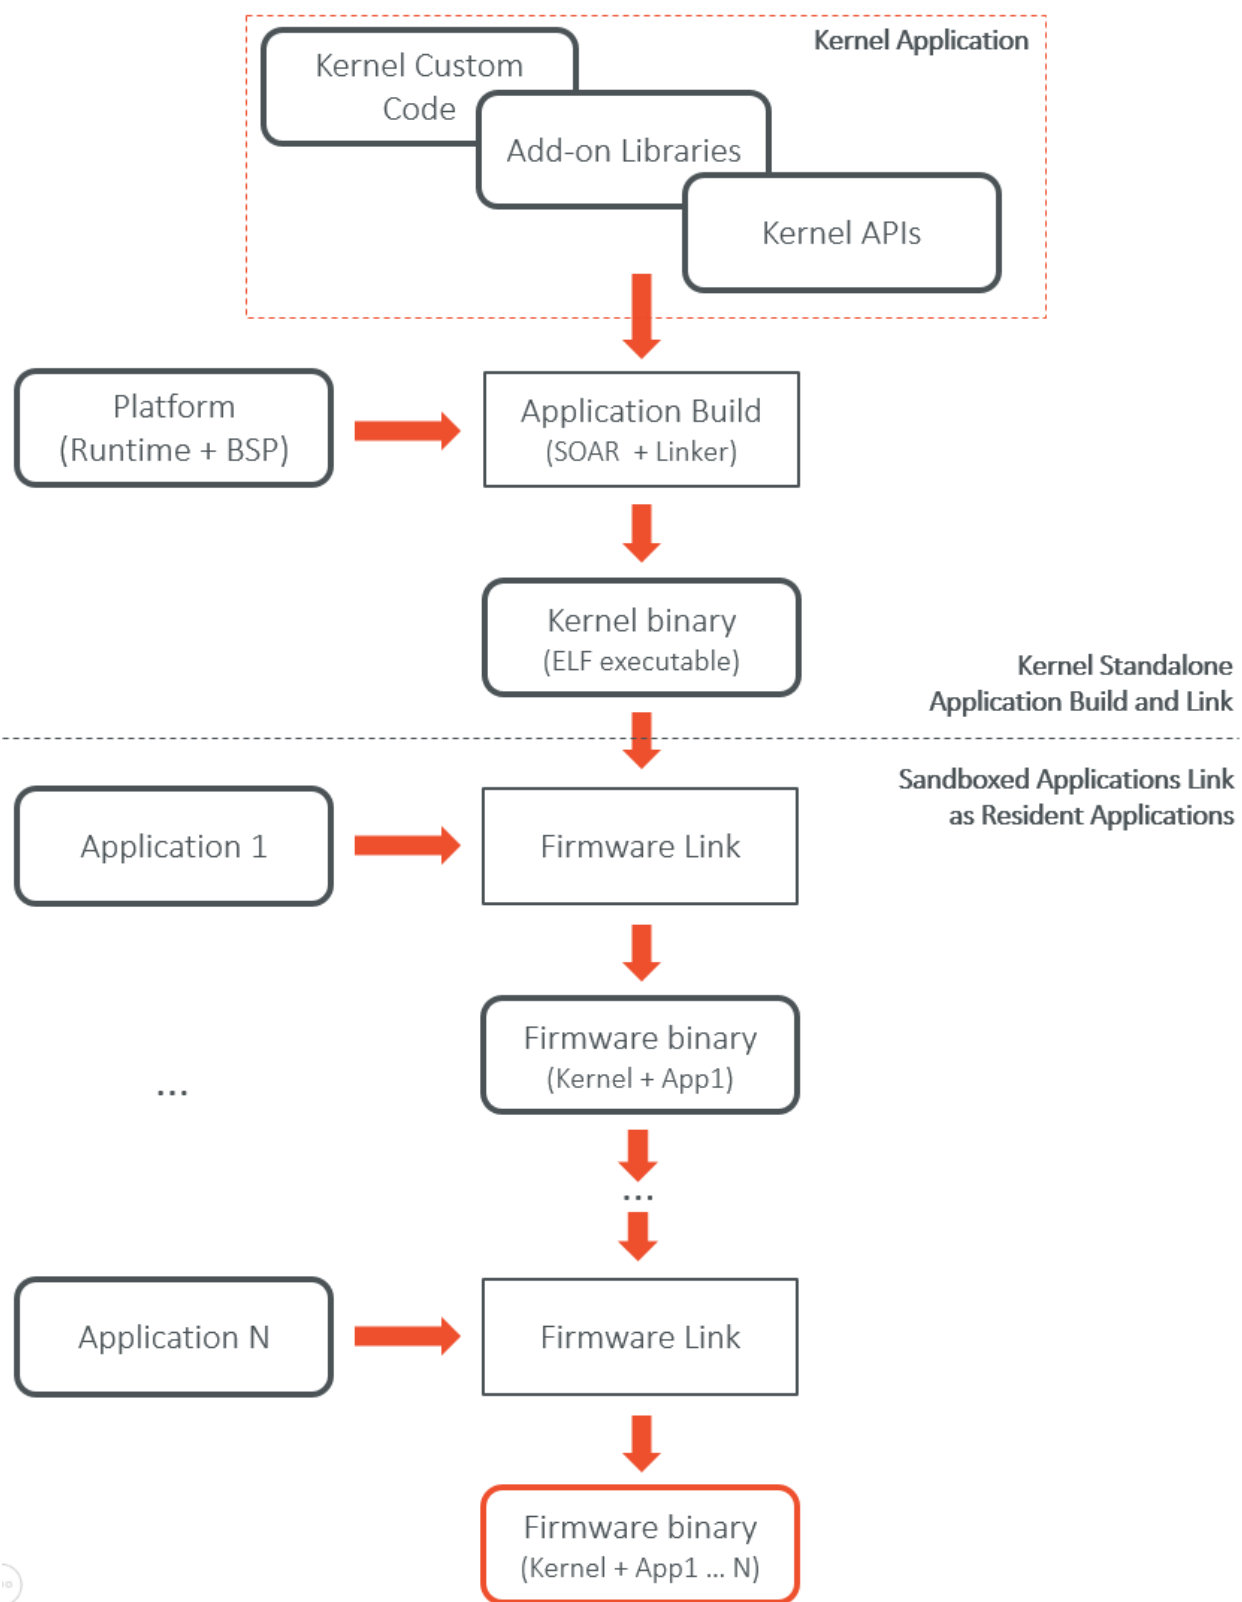 Kernel Application
Kernel Custom
Code
Add-on Libraries
Kernel APIs
Platform
(Runtime + BSP)
Application Build
(SOAR + Linker)
Kernel binary
(ELF executable)
Kernel Standalone
Application Build and Link
Sandboxed Applications Link
as Resident Applications
Application 1
Firmware Link
Firmware binary
(Kernel + App1)
...
...
Application N
Firmware Link
Firmware binary
(Kernel + App1 ... N)